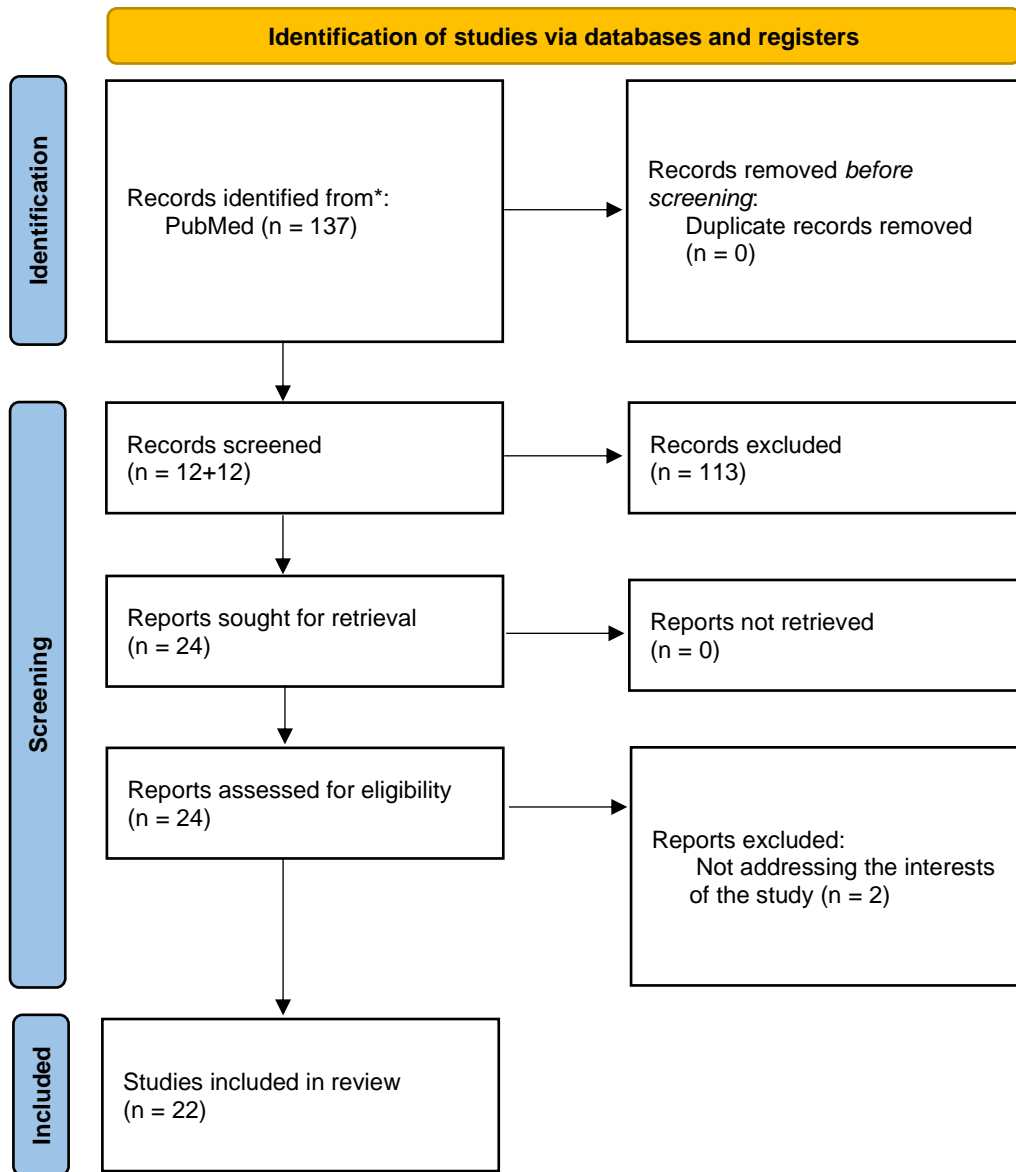 Identification of studies via databases and registers
Identification
Records identified from*:
PubMed (n = 137)
Records removed before
screening:
Duplicate records removed
(n = 0)
Screening
Records screened
(n = 12+12)
Records excluded
(n = 113)
Reports sought for retrieval
(n = 24)
Reports not retrieved
(n = 0)
Reports assessed for eligibility
(n = 24)
Reports excluded:
Not addressing the interests
of the study (n = 2)
Included
Studies included in review
(n = 22)